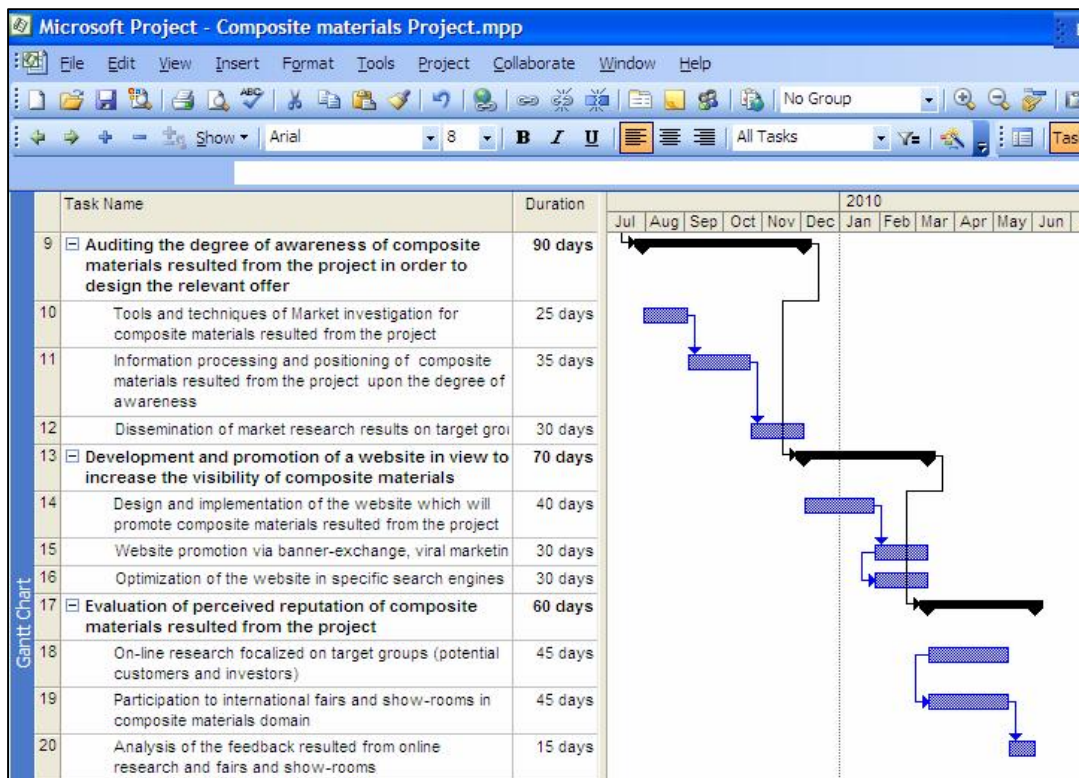 Microsoft Project - Composite materials Project.mpp
File Edit View Insert Format Tools Project Collaborate Window Help
ABC No Group
Show Arial 8 B I U All Tasks Tas
Task Name Duration 2010
Jul Aug Sep Oct Nov Dec Jan Feb Mar Apr May Jun
9 Auditing the degree of awareness of composite 90 days
materials resulted from the project in order to
design the relevant offer
10 Tools and techniques of Market investigation for 25 days
composite materials resulted from the project
11 Information processing and positioning of composite 35 days
materials resulted from the project upon the degree of
awareness
12 Dissemination of market research results on target grou 30 days
13 Development and promotion of a website in view to 70 days
increase the visibility of composite materials
14 Design and implementation of the website which will 40 days
promote composite materials resulted from the project
15 Website promotion via banner-exchange, viral marketin 30 days
16 Optimization of the website in specific search engines 30 days
17 Evaluation of perceived reputation of composite 60 days
materials resulted from the project
18 On-line research focalized on target groups (potential 45 days
customers and investors)
19 Participation to international fairs and show-rooms in 45 days
composite materials domain
20 Analysis of the feedback resulted from online 15 days
research and fairs and show-rooms
Gantt Chart